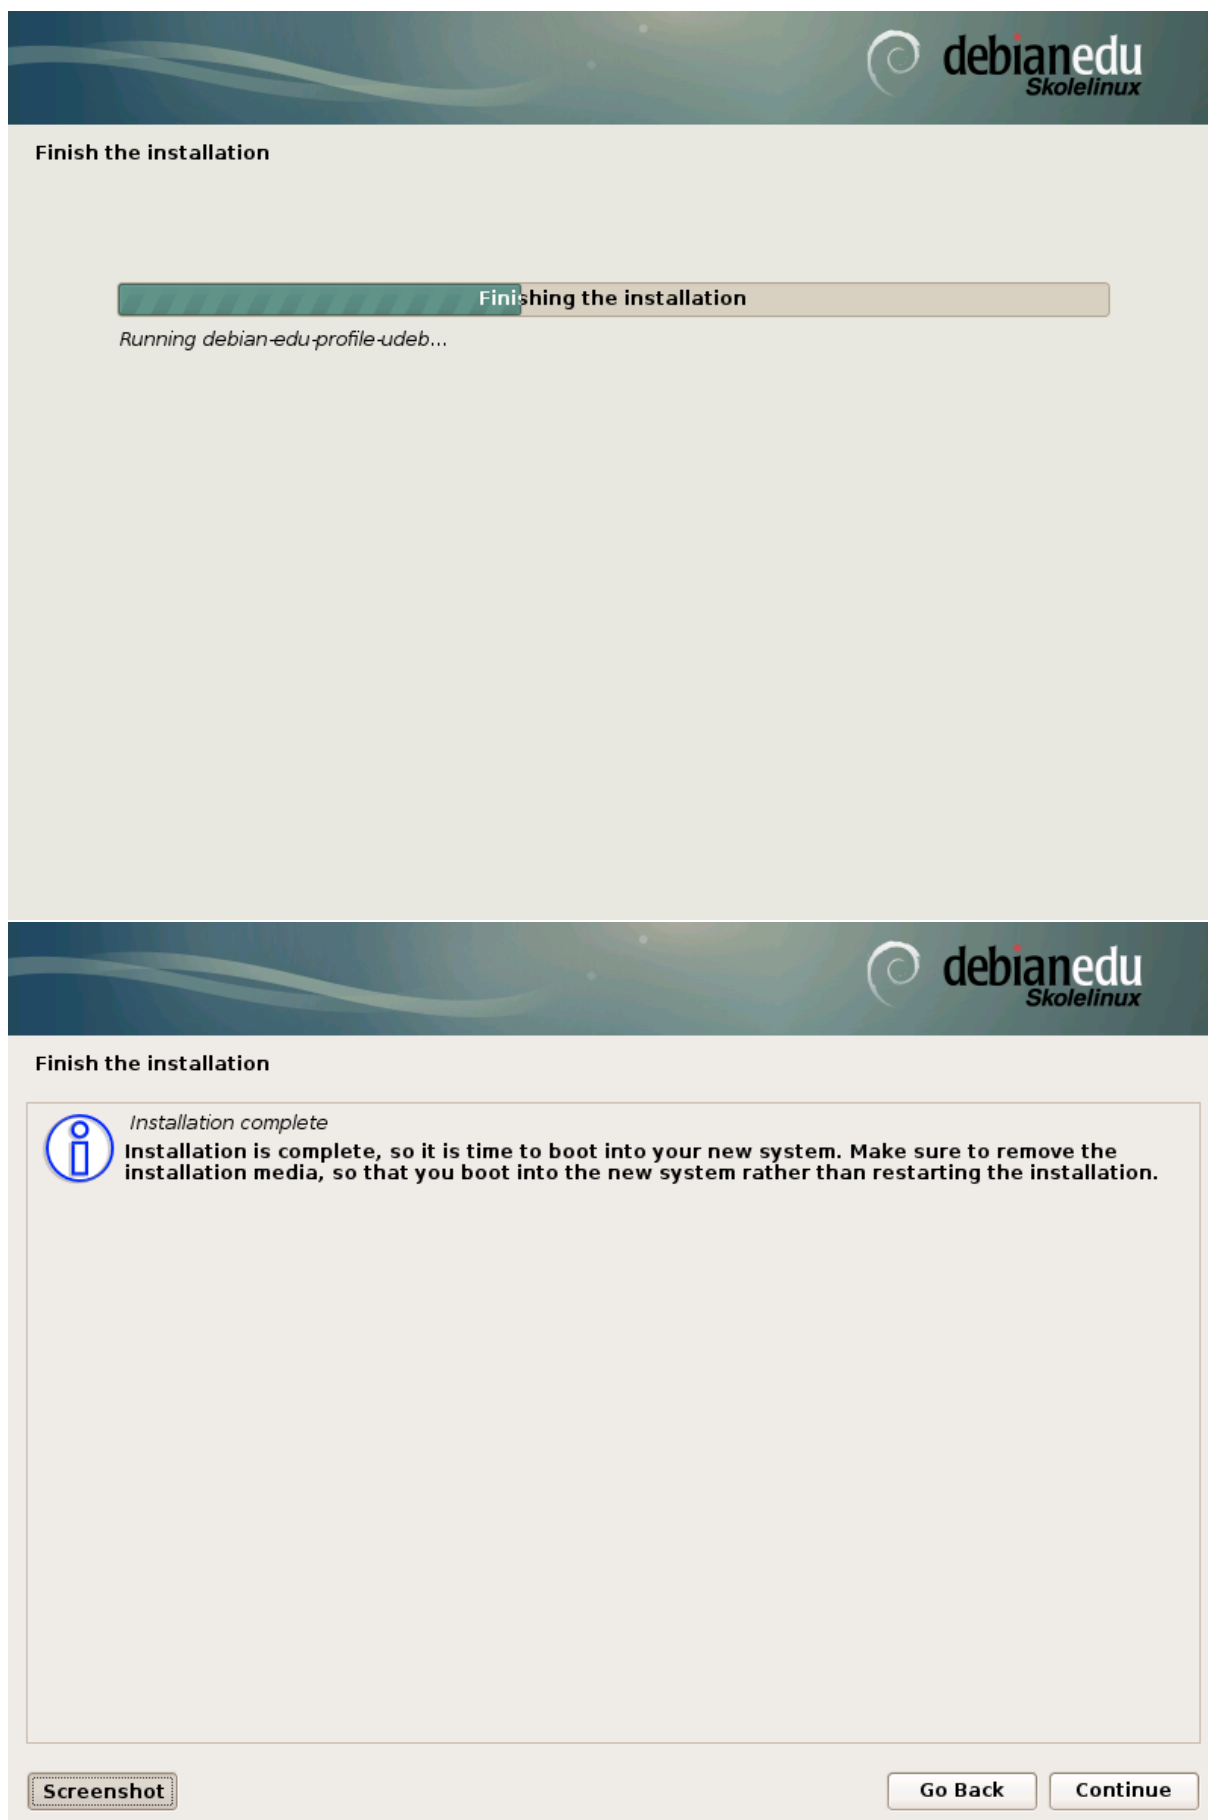 debianedu
Skolelinux
Finish the installation
Finishing the installation
Running debian-edu-profile-udeb...
debianedu
Skolelinux
Finish the installation
Installation complete
Installation is complete, so it is time to boot into your new system. Make sure to remove the
installation media, so that you boot into the new system rather than restarting the installation.
Screenshot
Go Back
Continue